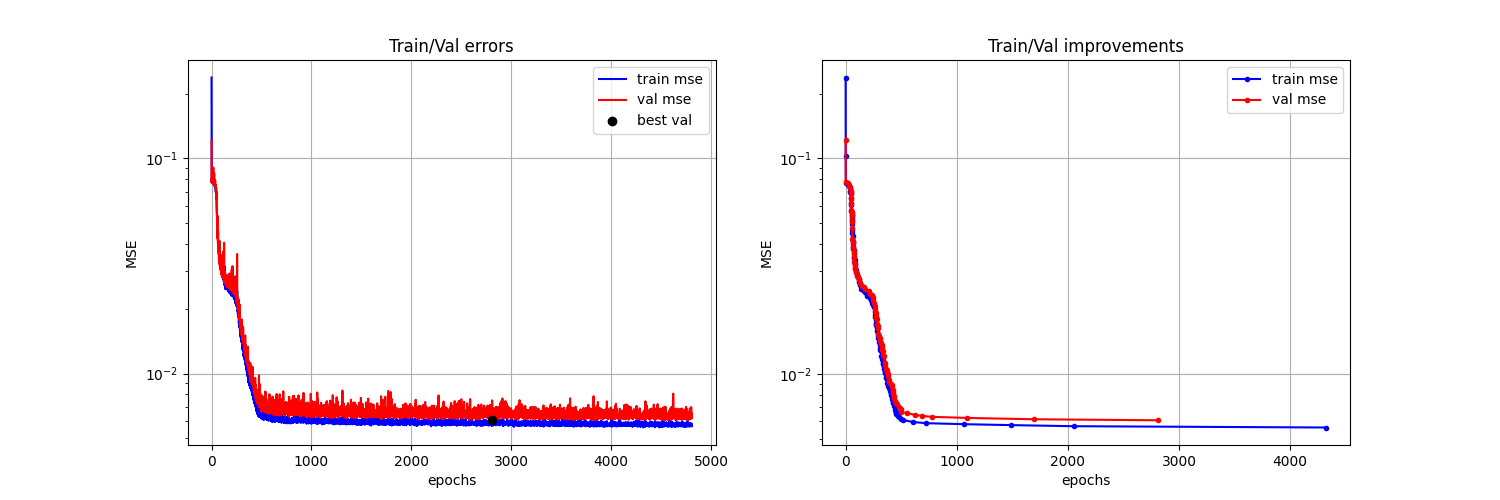 Train/Val errors
train mse
val mse
best val
10⁻¹
10⁻²
MSE
0
1000
2000
3000
4000
5000
epochs
Train/Val improvements
train mse
val mse
10⁻¹
10⁻²
MSE
0
1000
2000
3000
4000
epochs